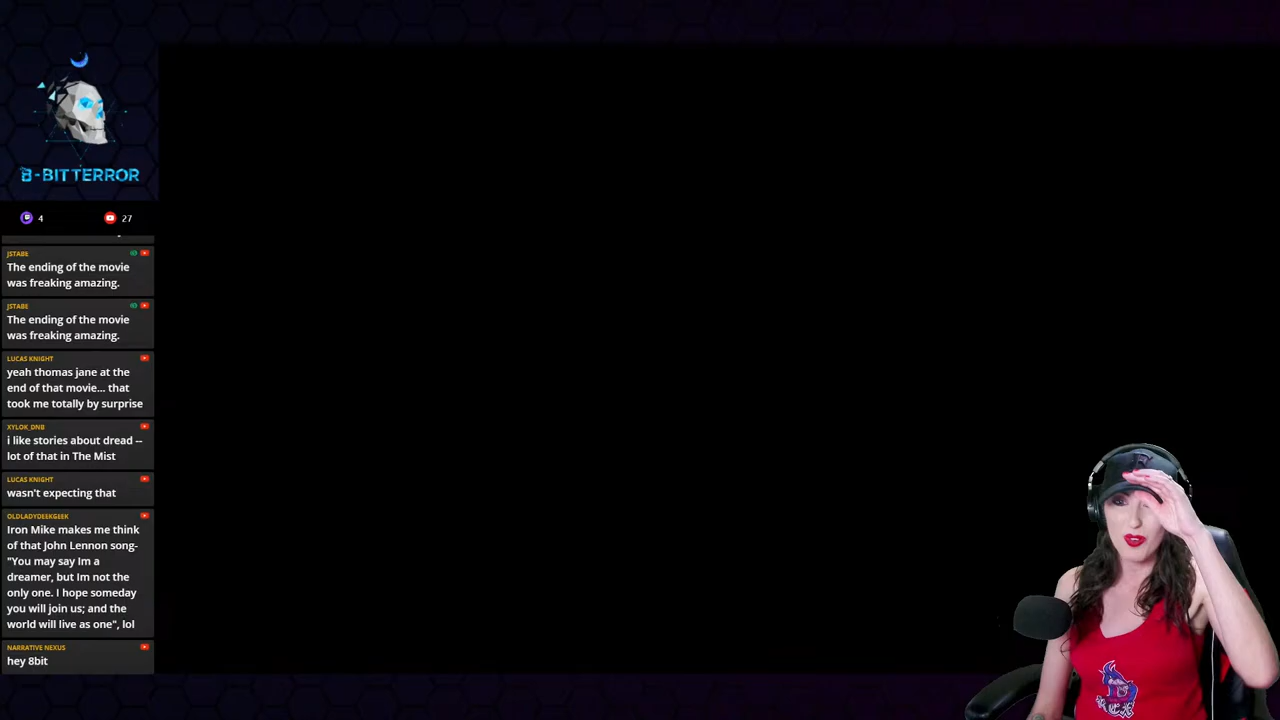 8-BITTERROR
4 27
JSTABE
The ending of the movie
was freaking amazing.
JSTABE
The ending of the movie
was freaking amazing.
LUCAS KNIGHT
yeah thomas jane at the
end of that movie... that
took me totally by surprise
XYLOK_DNB
i like stories about dread --
lot of that in The Mist
LUCAS KNIGHT
wasn't expecting that
OLDLADYDEEKGEEK
Iron Mike makes me think
of that John Lennon song-
"You may say Im a
dreamer, but Im not the
only one. I hope someday
you will join us; and the
world will live as one", lol
NARRATIVE NEXUS
hey 8bit